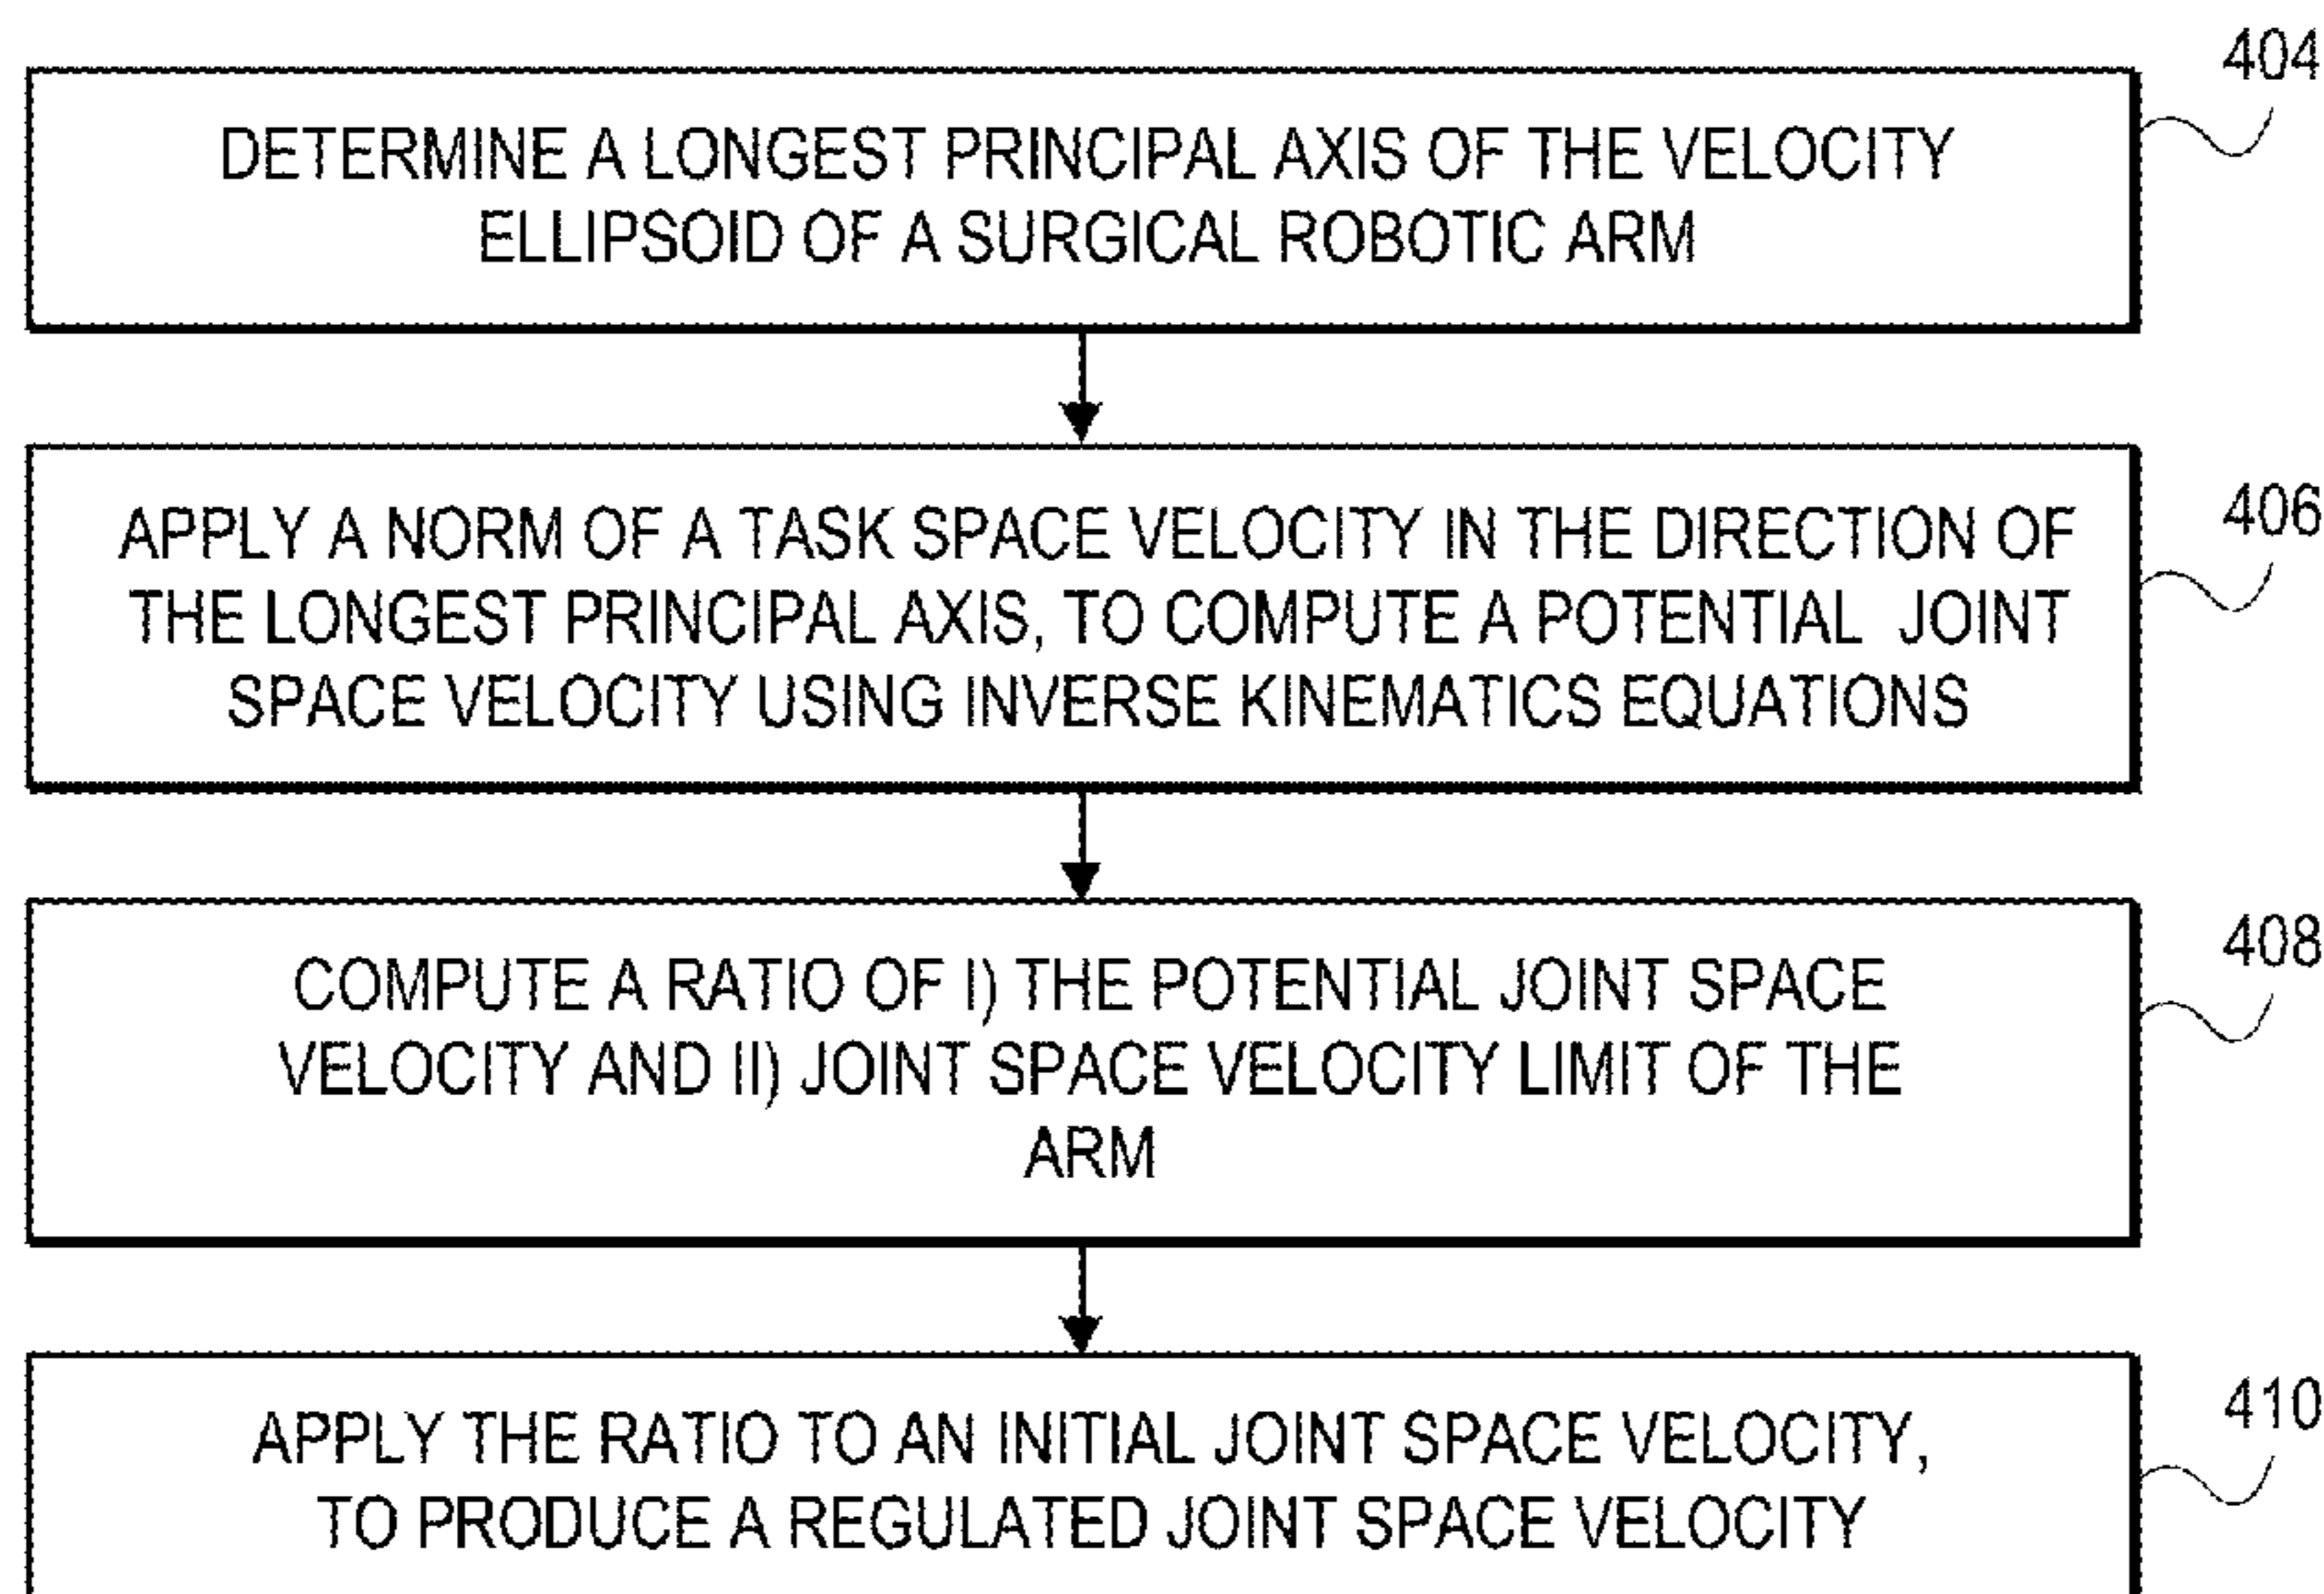 404
DETERMINE A LONGEST PRINCIPAL AXIS OF THE VELOCITY
ELLIPSOID OF A SURGICAL ROBOTIC ARM
406
APPLY A NORM OF A TASK SPACE VELOCITY IN THE DIRECTION OF
THE LONGEST PRINCIPAL AXIS, TO COMPUTE A POTENTIAL JOINT
SPACE VELOCITY USING INVERSE KINEMATICS EQUATIONS
408
COMPUTE A RATIO OF I) THE POTENTIAL JOINT SPACE
VELOCITY AND II) JOINT SPACE VELOCITY LIMIT OF THE
ARM
410
APPLY THE RATIO TO AN INITIAL JOINT SPACE VELOCITY,
TO PRODUCE A REGULATED JOINT SPACE VELOCITY